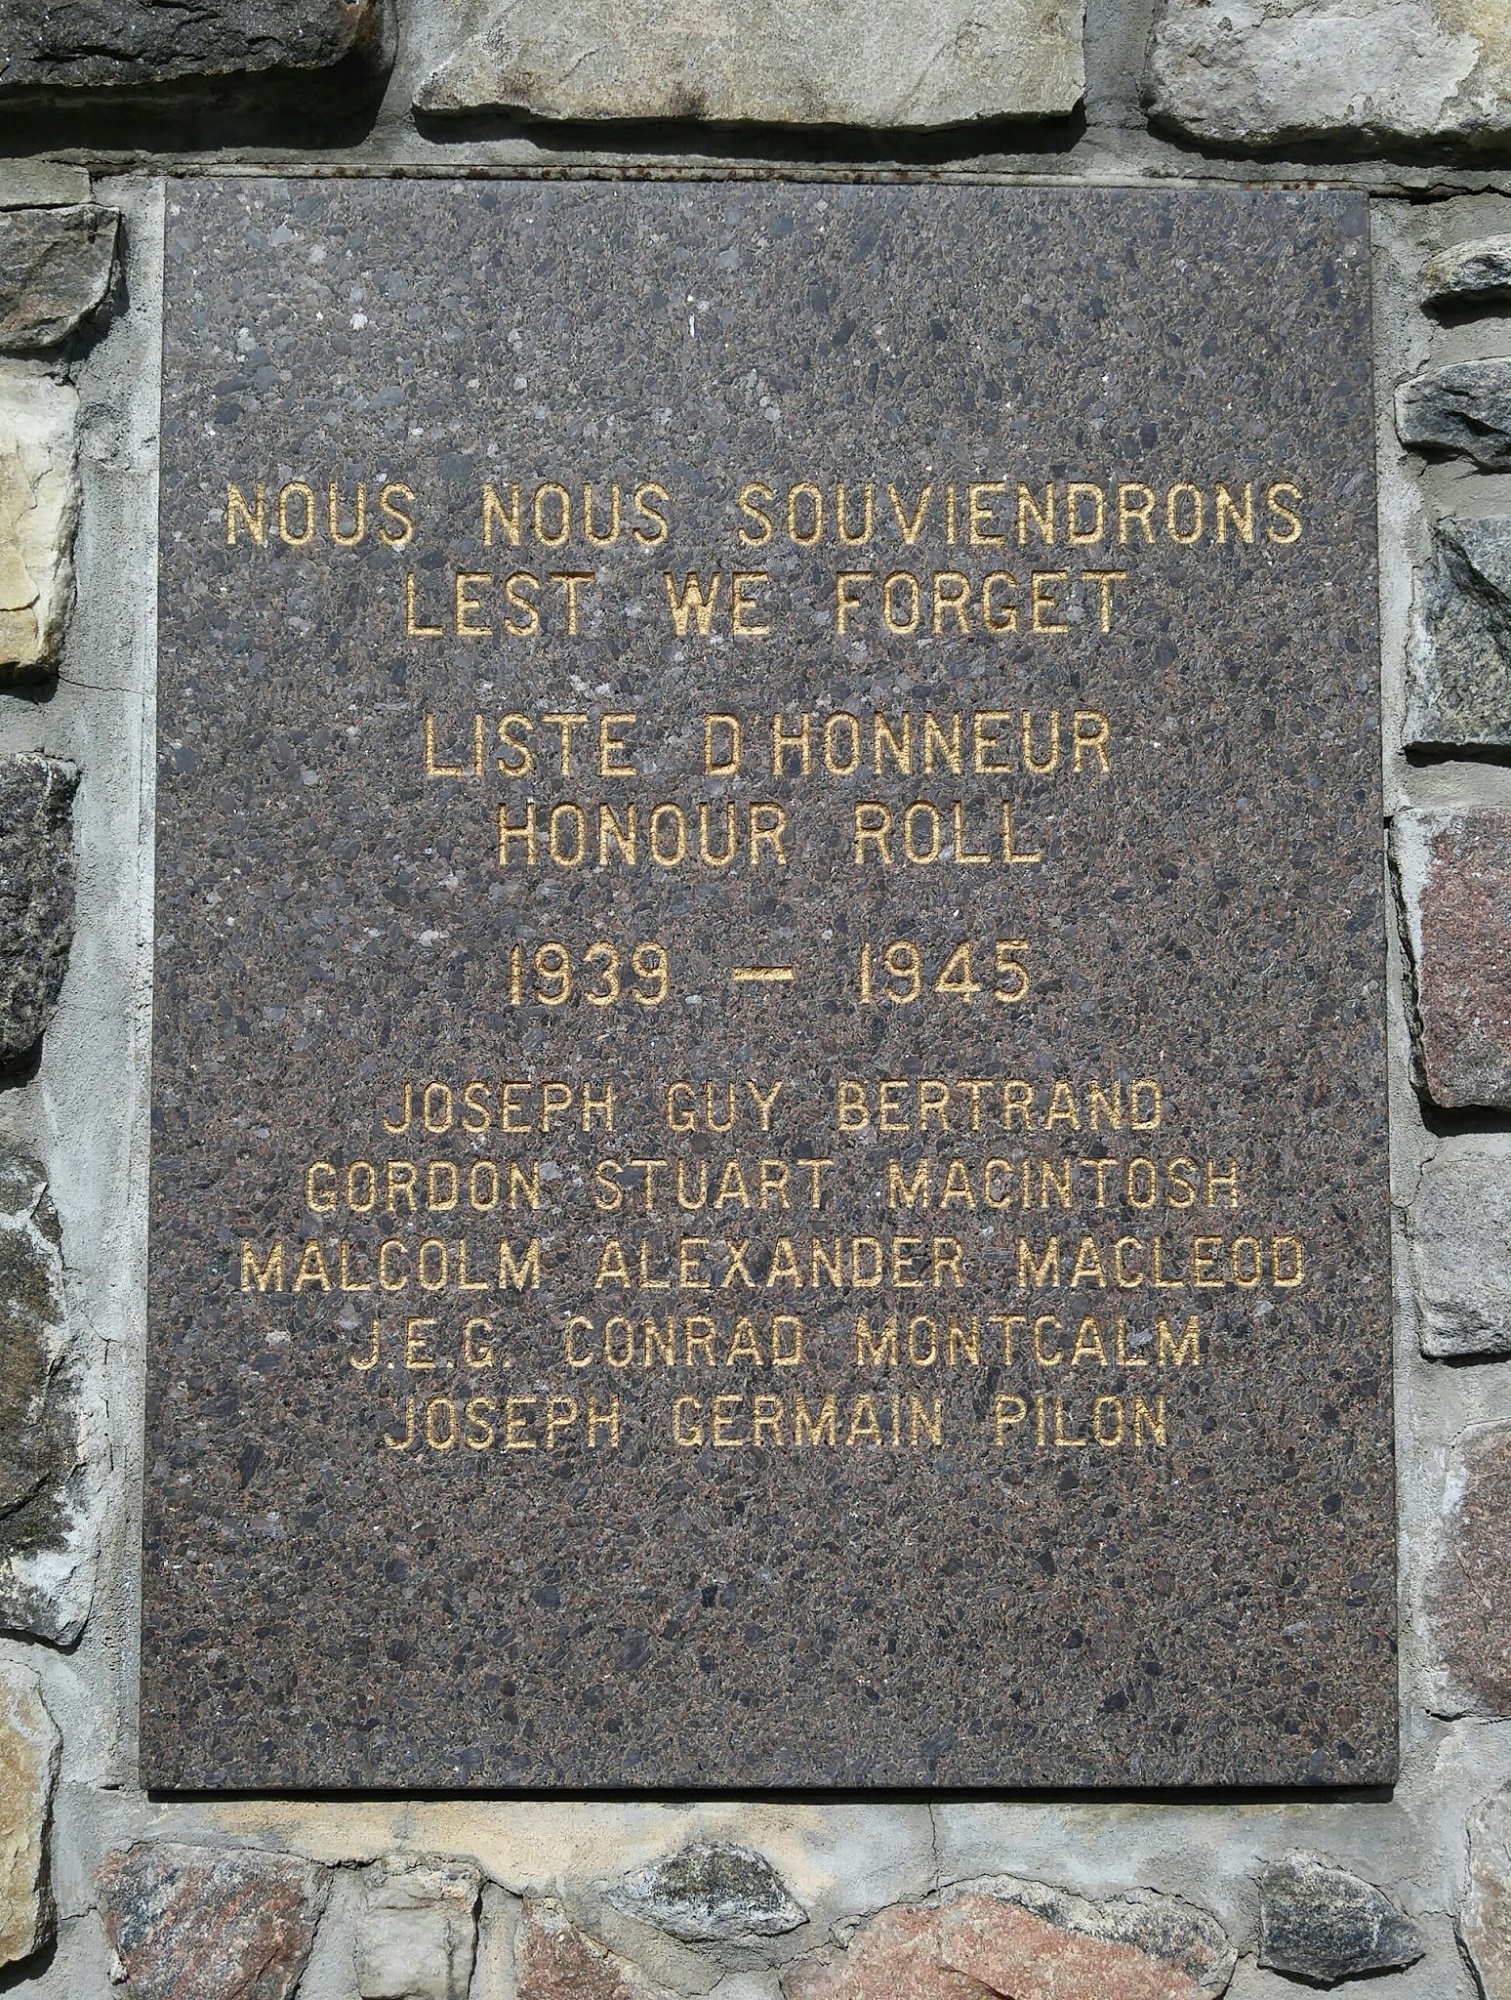 NOUS NOUS SOUVIENDRONS
LEST WE FORGET
LISTE D'HONNEUR
HONOUR ROLL
1939 — 1945
JOSEPH GUY BERTRAND
GORDON STUART MACINTOSH
MALCOLM ALEXANDER MACLEOD
J.E.G. CONRAD MONTCALM
JOSEPH GERMAIN PILON